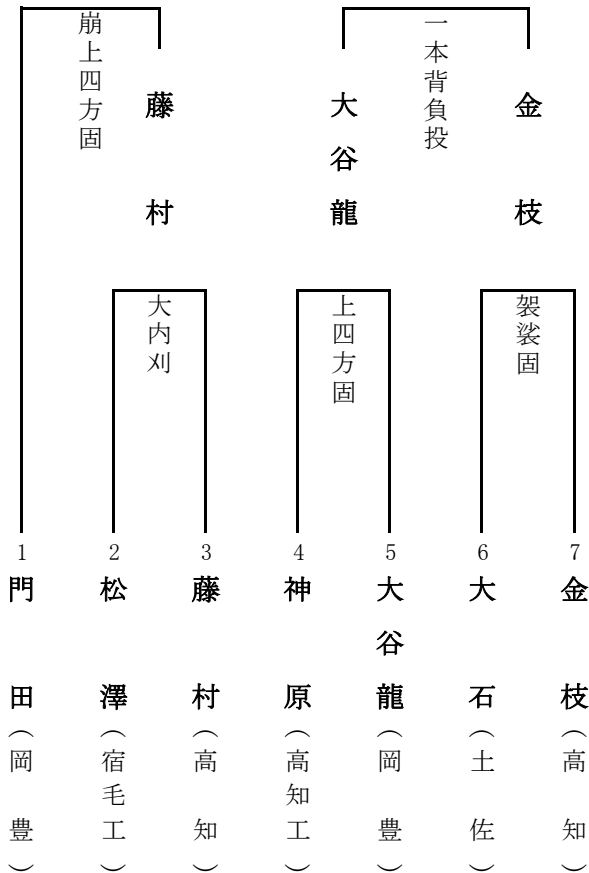 崩上四方固
一本背負投
藤村
大谷龍
金枝
大内刈
上四方固
袈裟固
1
2
3
4
5
6
7
門田(岡豊)
松澤(宿毛工)
藤村(高知)
神原(高知工)
大谷龍(岡豊)
大石(土佐)
金枝(高知)